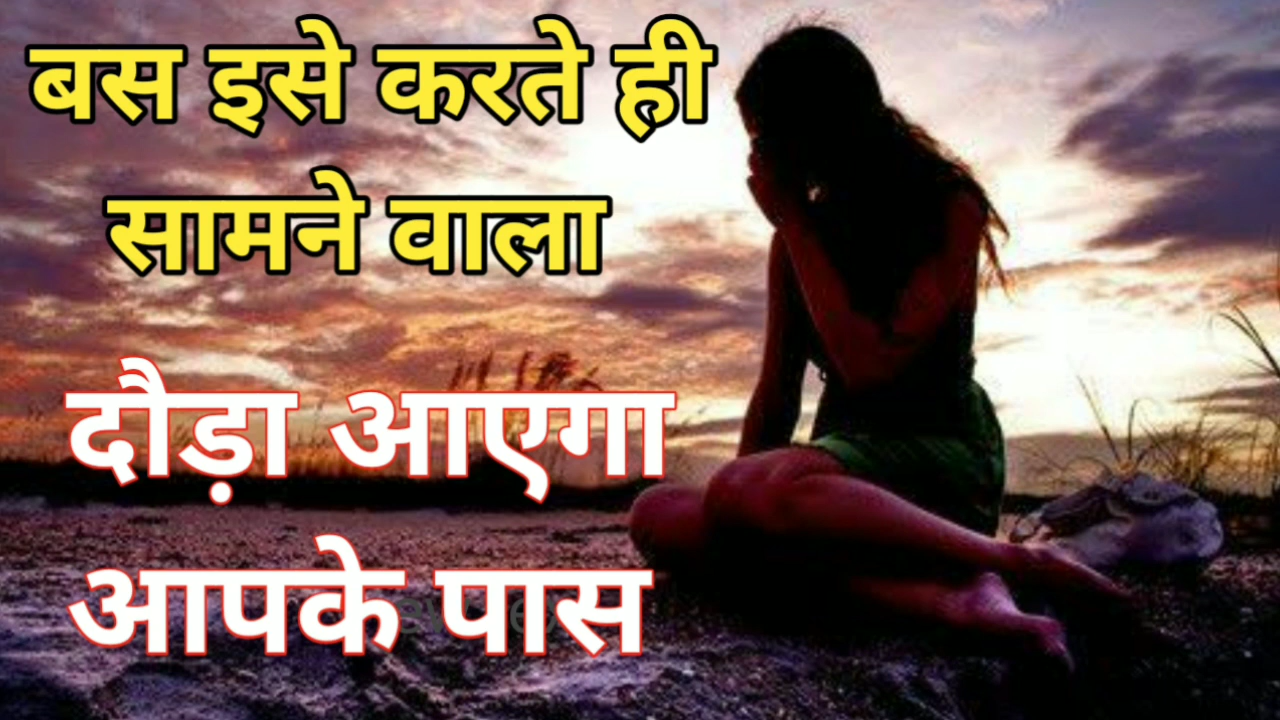 बस इसे करते ही
सामने वाला
दौड़ा आएगा
आपके पास